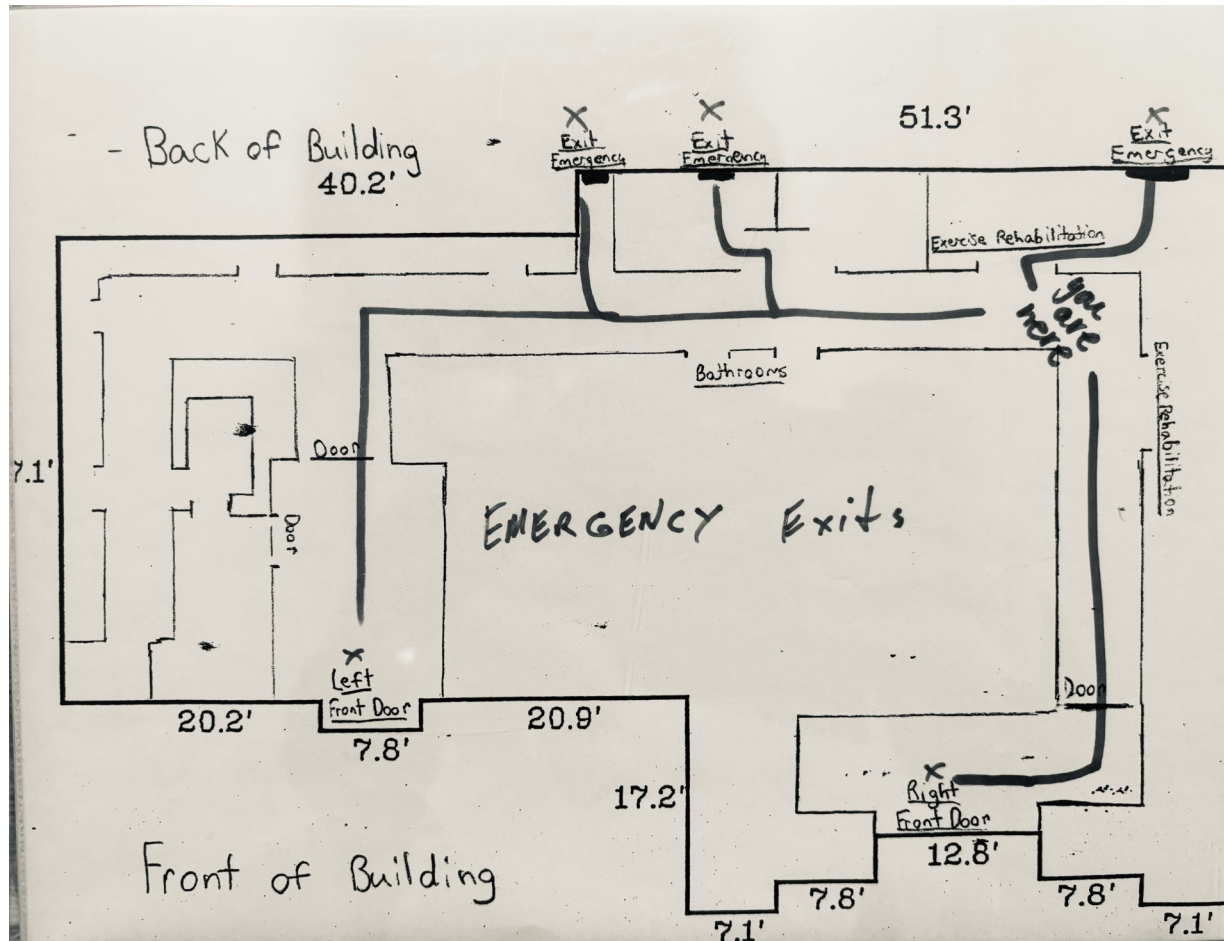 - Back of Building
40.2'
Exit
Emergency
Exit
Emergency
51.3'
Exit
Emergency
Exercise Rehabilitation
you
are
here
Exercise Rehabilitation
Bathrooms
Door
7.1'
Door
EMERGENCY Exits
Left
Front Door
Door
20.2'
7.8'
20.9'
17.2'
Right
Front Door
12.8'
Front of Building
7.1'
7.8'
7.8'
7.1'